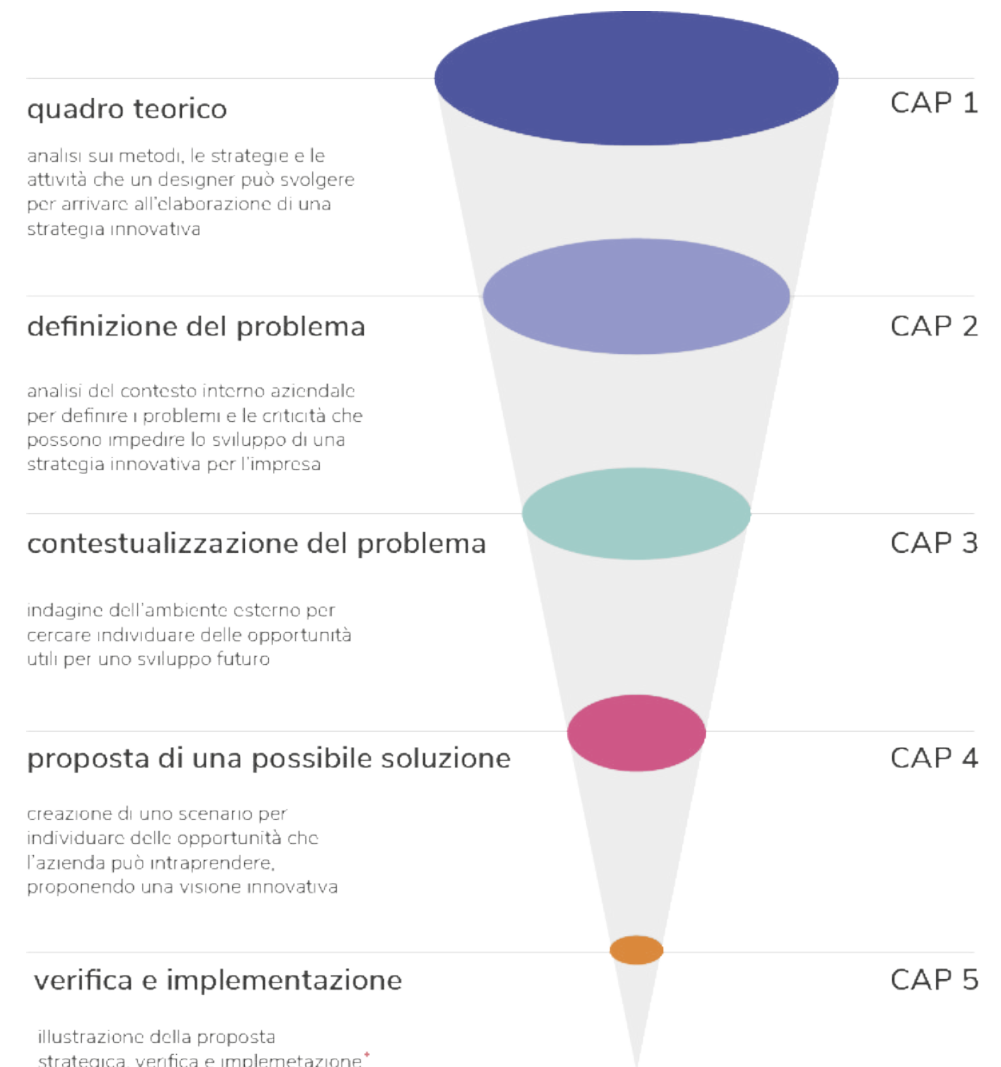 quadro teorico
CAP 1
analisi sui metodi, le strategie e le
attività che un designer può svolgere
per arrivare all'elaborazione di una
strategia innovativa
definizione del problema
CAP 2
analisi del contesto interno aziendale
per definire i problemi e le criticità che
possono impedire lo sviluppo di una
strategia innovativa per l'impresa
contestualizzazione del problema
CAP 3
indagine dell'ambiente esterno per
cercare individuare delle opportunità
utili per uno sviluppo futuro
proposta di una possibile soluzione
CAP 4
creazione di uno scenario per
individuare delle opportunità che
l'azienda può intraprendere,
proponendo una visione innovativa
verifica e implementazione
CAP 5
illustrazione della proposta
strategica, verifica e implemetazione*